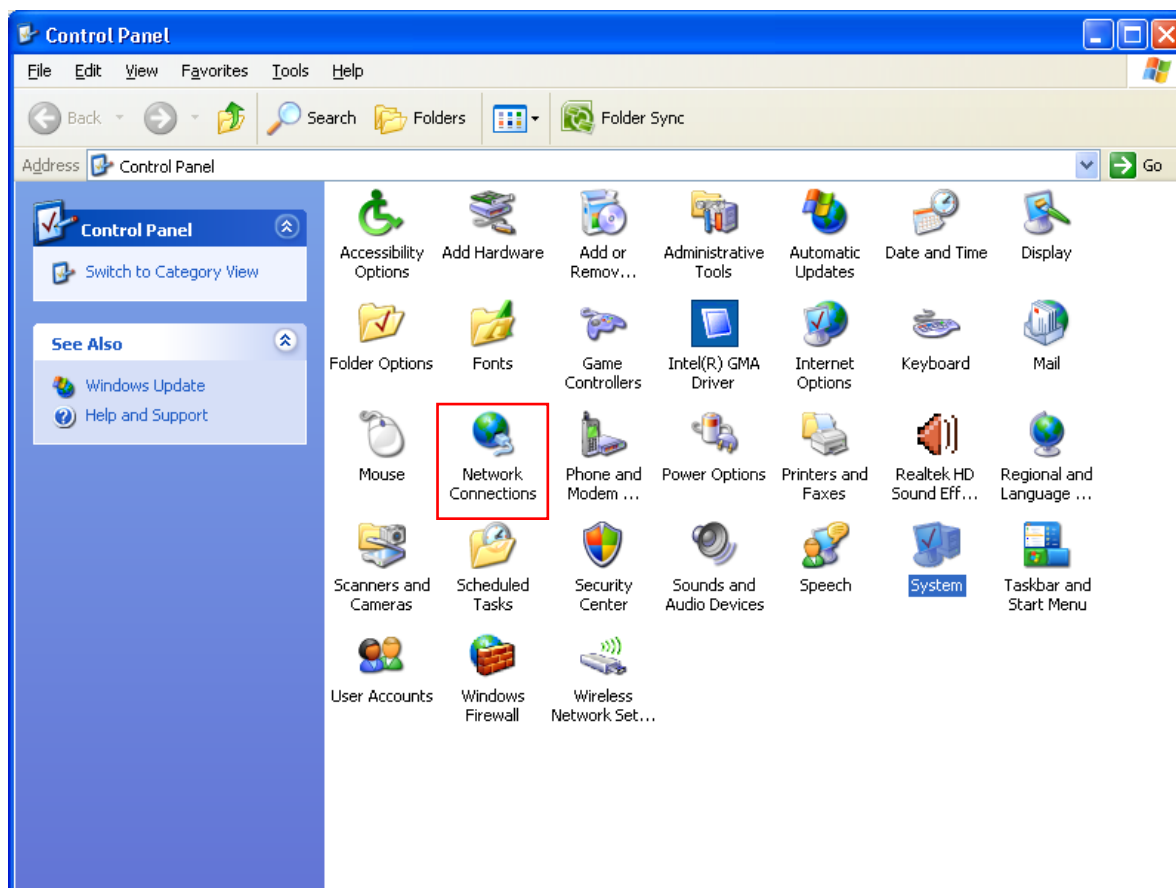 Control Panel
File Edit View Favorites Tools Help
Back Search Folders Folder Sync
Address Control Panel Go
Control Panel
Switch to Category View
See Also
Windows Update
Help and Support
Accessibility Options
Add Hardware
Add or Remov...
Administrative Tools
Automatic Updates
Date and Time
Display
Folder Options
Fonts
Game Controllers
Intel(R) GMA Driver
Internet Options
Keyboard
Mail
Mouse
Network Connections
Phone and Modem ...
Power Options
Printers and Faxes
Realtek HD Sound Eff...
Regional and Language ...
Scanners and Cameras
Scheduled Tasks
Security Center
Sounds and Audio Devices
Speech
System
Taskbar and Start Menu
User Accounts
Windows Firewall
Wireless Network Set...